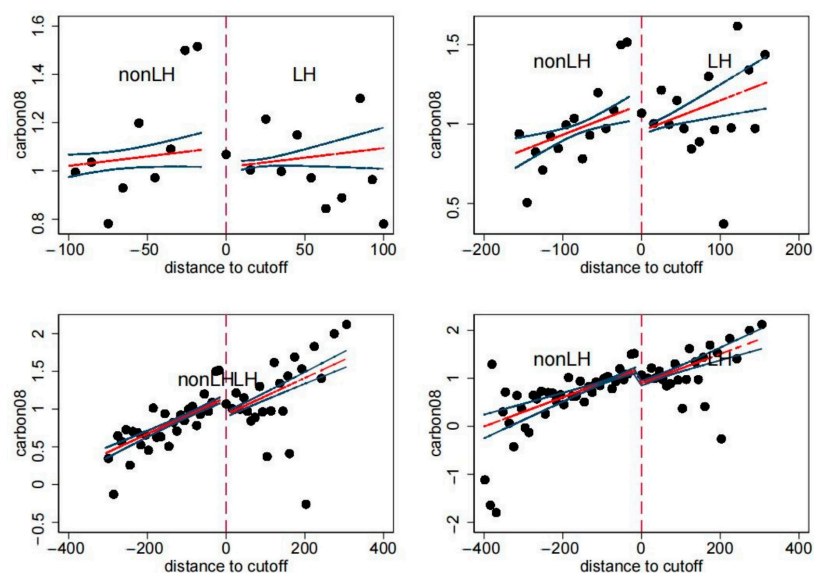 1.6
1.4
1.2
1
0.8
carbon08
nonLH LH
−100 −50 0 50 100
distance to cutoff
1.5
1
0.5
carbon08
nonLH LH
−200 −100 0 100 200
distance to cutoff
2
1.5
1
0.5
0
−0.5
carbon08
nonLH LH
−400 −200 0 200 400
distance to cutoff
2
1
0
−1
−2
carbon08
nonLH LH
−400 −200 0 200 400
distance to cutoff